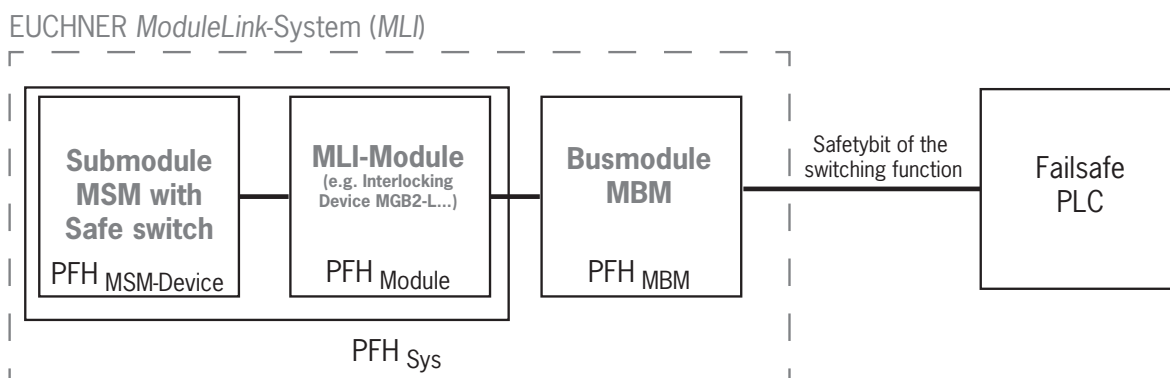 EUCHNER ModuleLink-System (MLI)
Submodule
MSM with
Safe switch
PFH MSM-Device
MLI-Module
(e.g. Interlocking
Device MGB2-L...)
PFH Module
Busmodule
MBM
PFH MBM
Safetybit of the
switching function
Failsafe
PLC
PFH Sys